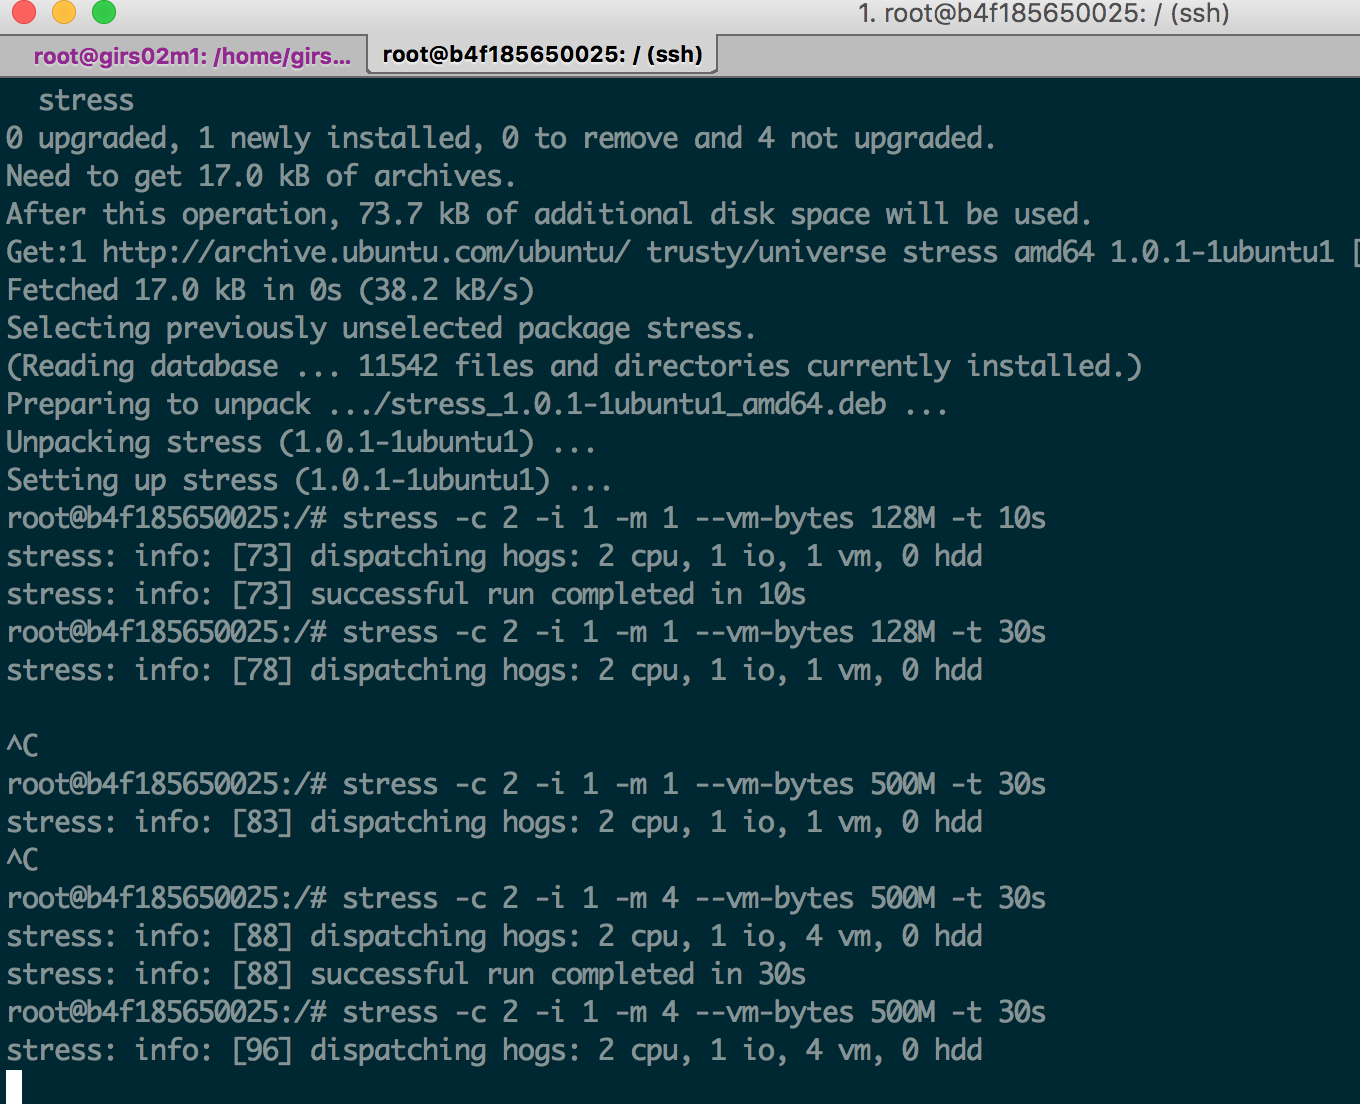 1. root@b4f185650025: / (ssh)
root@girs02m1: /home/girs... root@b4f185650025: / (ssh)
stress
0 upgraded, 1 newly installed, 0 to remove and 4 not upgraded.
Need to get 17.0 kB of archives.
After this operation, 73.7 kB of additional disk space will be used.
Get:1 http://archive.ubuntu.com/ubuntu/ trusty/universe stress amd64 1.0.1-1ubuntu1 [
Fetched 17.0 kB in 0s (38.2 kB/s)
Selecting previously unselected package stress.
(Reading database ... 11542 files and directories currently installed.)
Preparing to unpack .../stress_1.0.1-1ubuntu1_amd64.deb ...
Unpacking stress (1.0.1-1ubuntu1) ...
Setting up stress (1.0.1-1ubuntu1) ...
root@b4f185650025:/# stress -c 2 -i 1 -m 1 --vm-bytes 128M -t 10s
stress: info: [73] dispatching hogs: 2 cpu, 1 io, 1 vm, 0 hdd
stress: info: [73] successful run completed in 10s
root@b4f185650025:/# stress -c 2 -i 1 -m 1 --vm-bytes 128M -t 30s
stress: info: [78] dispatching hogs: 2 cpu, 1 io, 1 vm, 0 hdd
^C
root@b4f185650025:/# stress -c 2 -i 1 -m 1 --vm-bytes 500M -t 30s
stress: info: [83] dispatching hogs: 2 cpu, 1 io, 1 vm, 0 hdd
^C
root@b4f185650025:/# stress -c 2 -i 1 -m 4 --vm-bytes 500M -t 30s
stress: info: [88] dispatching hogs: 2 cpu, 1 io, 4 vm, 0 hdd
stress: info: [88] successful run completed in 30s
root@b4f185650025:/# stress -c 2 -i 1 -m 4 --vm-bytes 500M -t 30s
stress: info: [96] dispatching hogs: 2 cpu, 1 io, 4 vm, 0 hdd